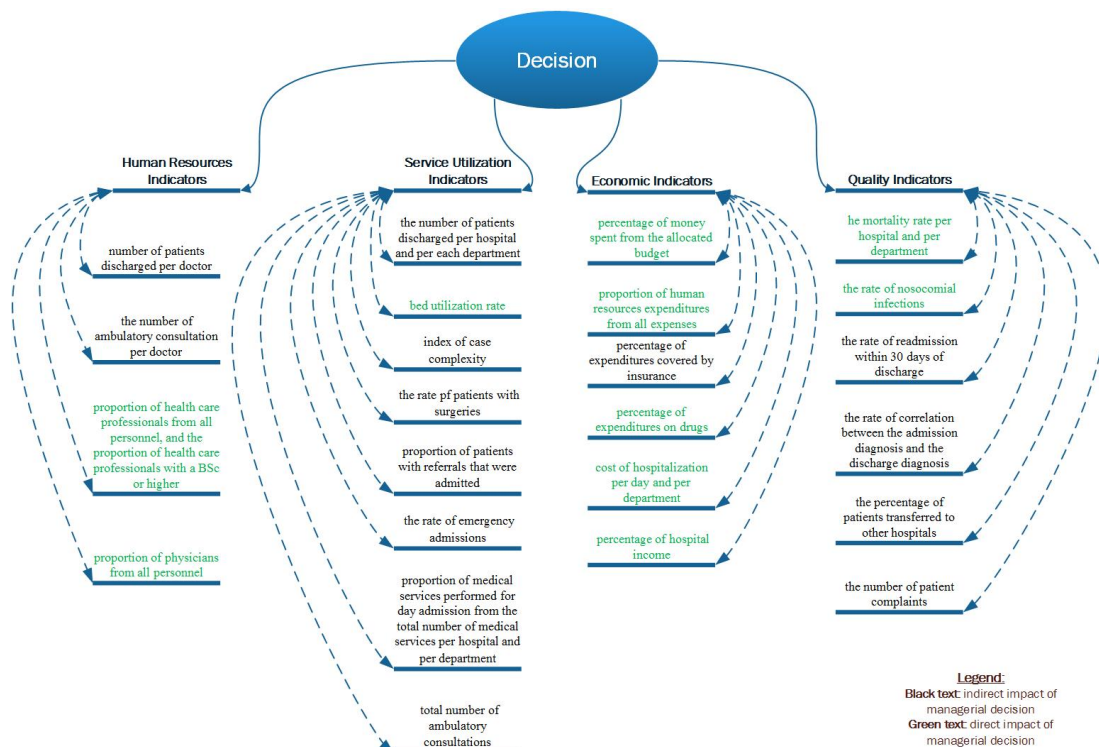 Decision
Human Resources
Indicators
number of patients
discharged per doctor
the number of
ambulatory consultation
per doctor
proportion of health care
professionals from all
personnel, and the
proportion of health care
professionals with a BSc
or higher
proportion of physicians
from all personnel
Service Utilization
Indicators
the number of patients
discharged per hospital
and per each department
bed utilization rate
index of case
complexity
the rate pf patients with
surgeries
proportion of patients
with referrals that were
admitted
the rate of emergency
admissions
proportion of medical
services performed for
day admission from the
total number of medical
services per hospital and
per department
total number of
ambulatory
consultations
Economic Indicators
percentage of money
spent from the allocated
budget
proportion of human
resources expenditures
from all expenses
percentage of
expenditures covered by
insurance
percentage of
expenditures on drugs
cost of hospitalization
per day and per
department
percentage of hospital
income
Quality Indicators
he mortality rate per
hospital and per
department
the rate of nosocomial
infections
the rate of readmission
within 30 days of
discharge
the rate of correlation
between the admission
diagnosis and the
discharge diagnosis
the percentage of
patients transferred to
other hospitals
the number of patient
complaints
Legend:
Black text: indirect impact of
managerial decision
Green text: direct impact of
managerial decision